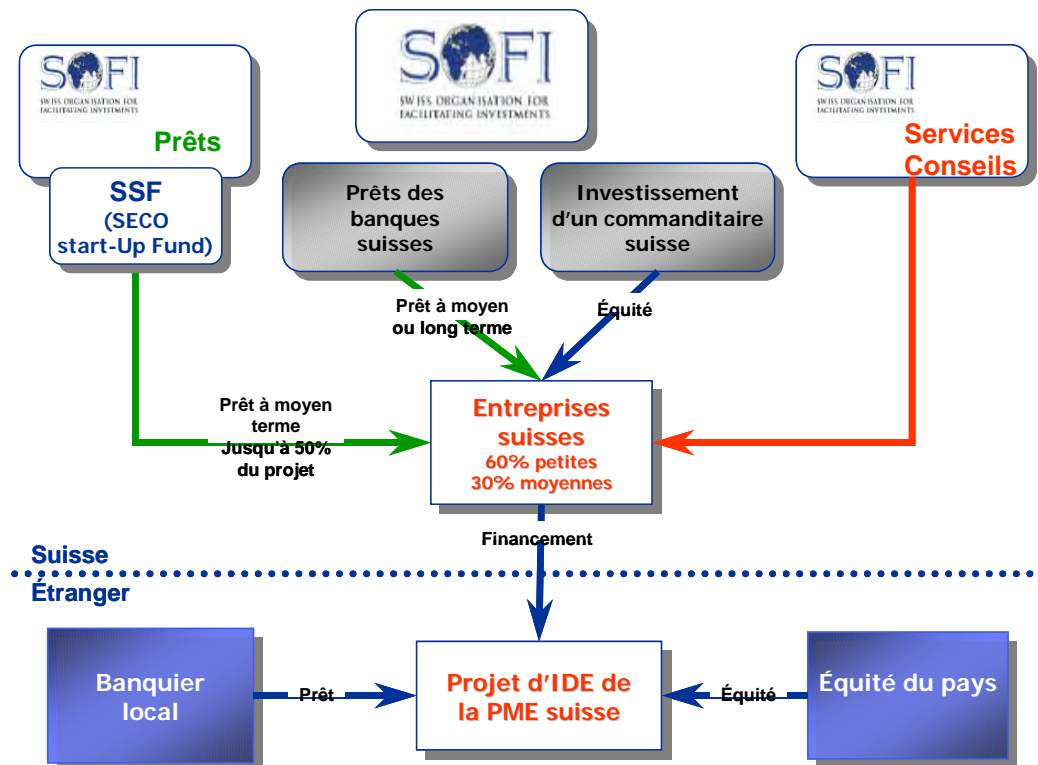 SOFI
SWISS ORGANISATION FOR
FACILITATING INVESTMENTS
Prêts
SSF
(SECO
start-Up Fund)
SOFI
SWISS ORGANISATION FOR
FACILITATING INVESTMENTS
SOFI
SWISS ORGANISATION FOR
FACILITATING INVESTMENTS
Services
Conseils
Prêts des
banques
suisses
Investissement
d'un commanditaire
suisse
Prêt à moyen
ou long terme
Équité
Prêt à moyen
terme
Jusqu'à 50%
du projet
Entreprises
suisses
60% petites
30% moyennes
Financement
Suisse
Étranger
Banquier
local
Prêt
Projet d'IDE de
la PME suisse
Équité
Équité du pays